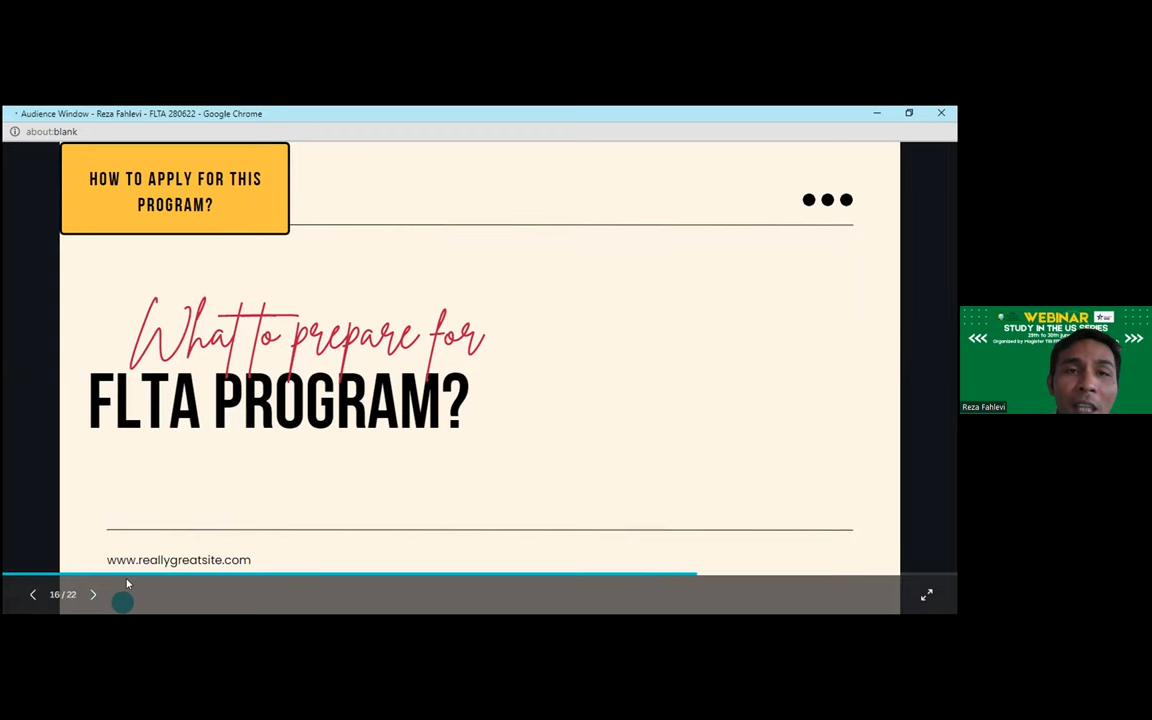 Audience Window - Reza Fahlevi - FLTA 280622 - Google Chrome
about:blank
HOW TO APPLY FOR THIS
PROGRAM?
What to prepare for
FLTA PROGRAM?
www.reallygreatsite.com
16 / 22
WEBINAR
STUDY IN THE US SERIES
Reza Fahlevi